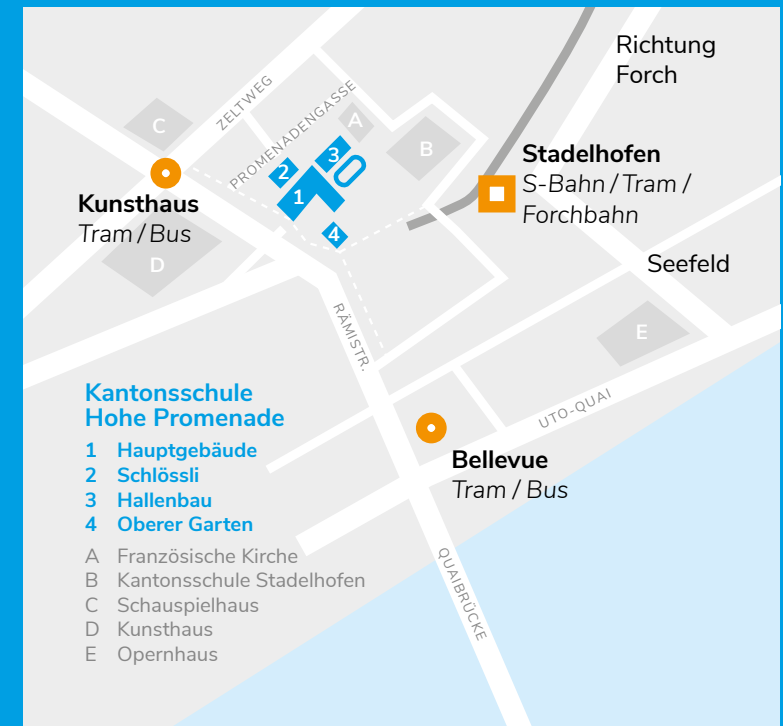 Richtung
Forch
ZELTWEG
PROMENADENGASSE
A
C
B
3
2
1
4
Stadelhofen
S-Bahn / Tram /
Forchbahn
Kunsthaus
Tram / Bus
D
Seefeld
RÄMISTR.
E
UTO-QUAI
Kantonsschule
Hohe Promenade
1 Hauptgebäude
2 Schlössli
3 Hallenbau
4 Oberer Garten
A Französische Kirche
B Kantonsschule Stadelhofen
C Schauspielhaus
D Kunsthaus
E Opernhaus
Bellevue
Tram / Bus
QUAIBRÜCKE